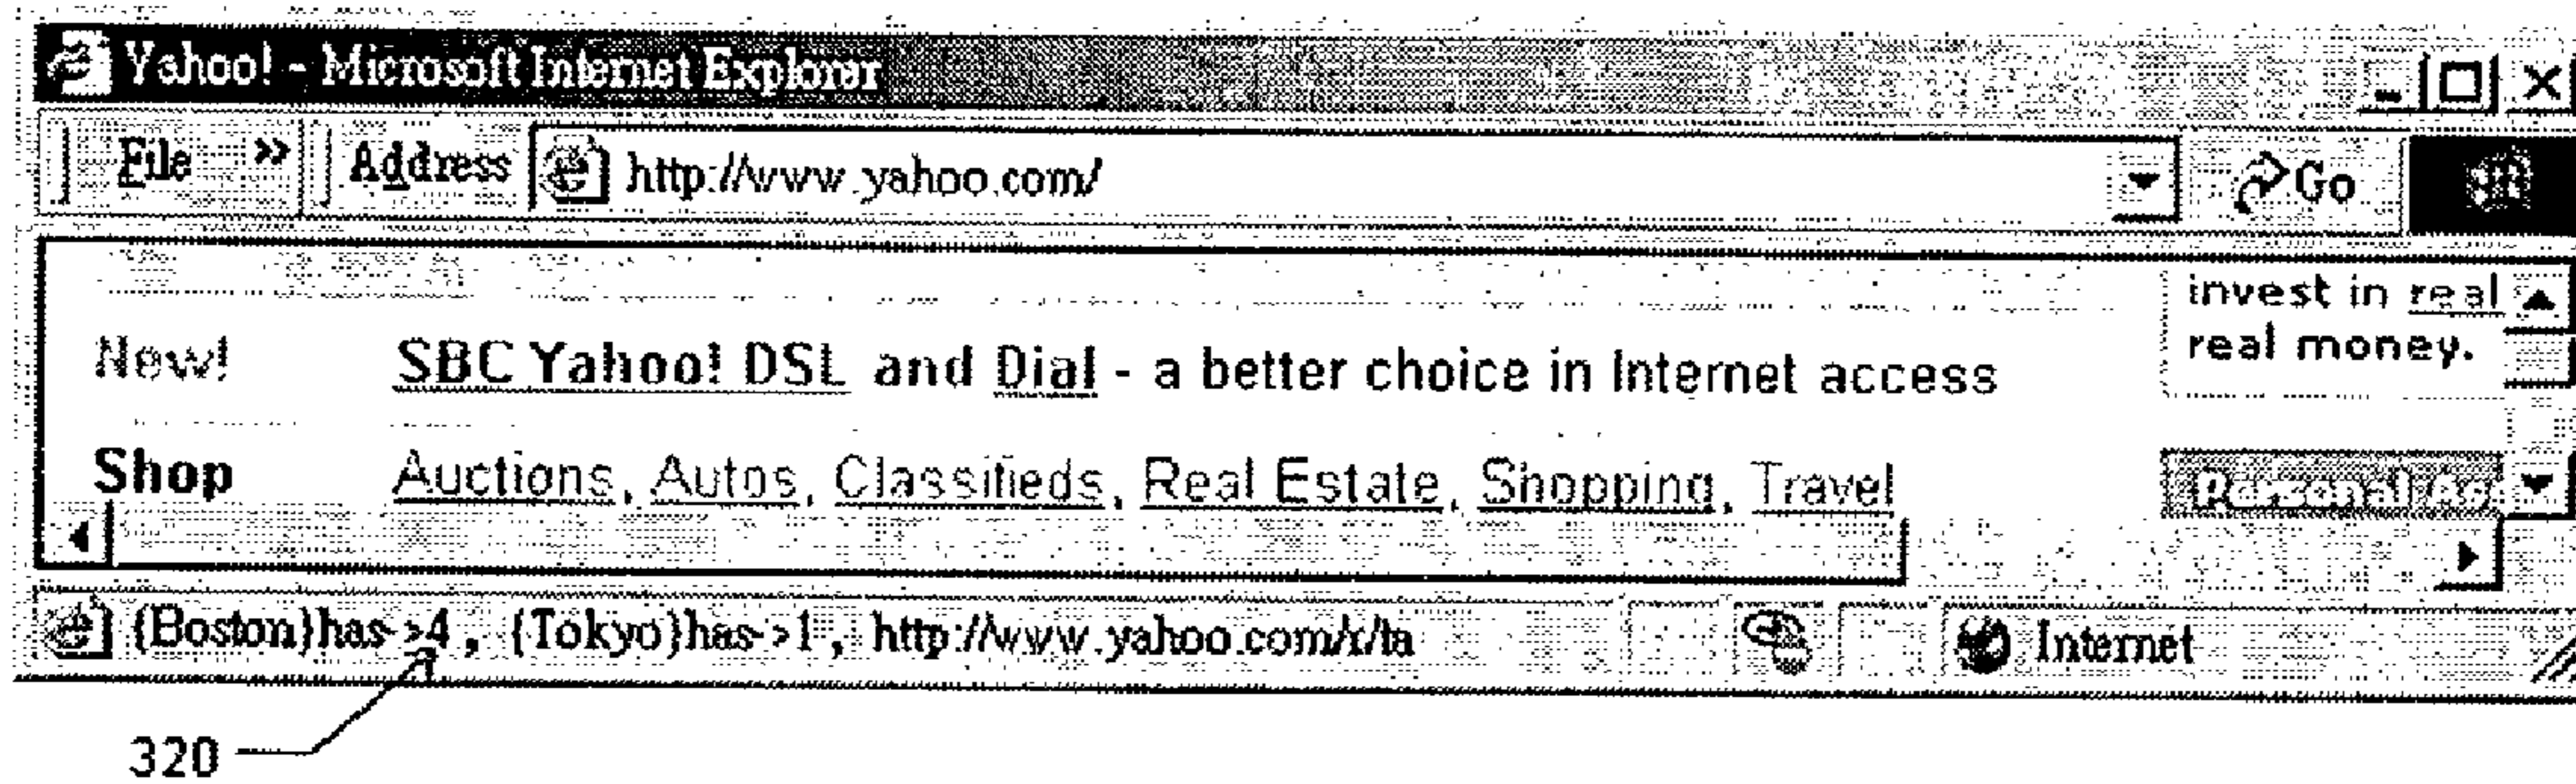 Yahoo! - Microsoft Internet Explorer
File » Address http://www.yahoo.com/ Go
invest in real
real money.
New! SBC Yahoo! DSL and Dial - a better choice in Internet access
Shop Auctions, Autos, Classifieds, Real Estate, Shopping, Travel
Personal
{Boston}has->4, {Tokyo}has->1, http://www.yahoo.com/r/ta Internet
320